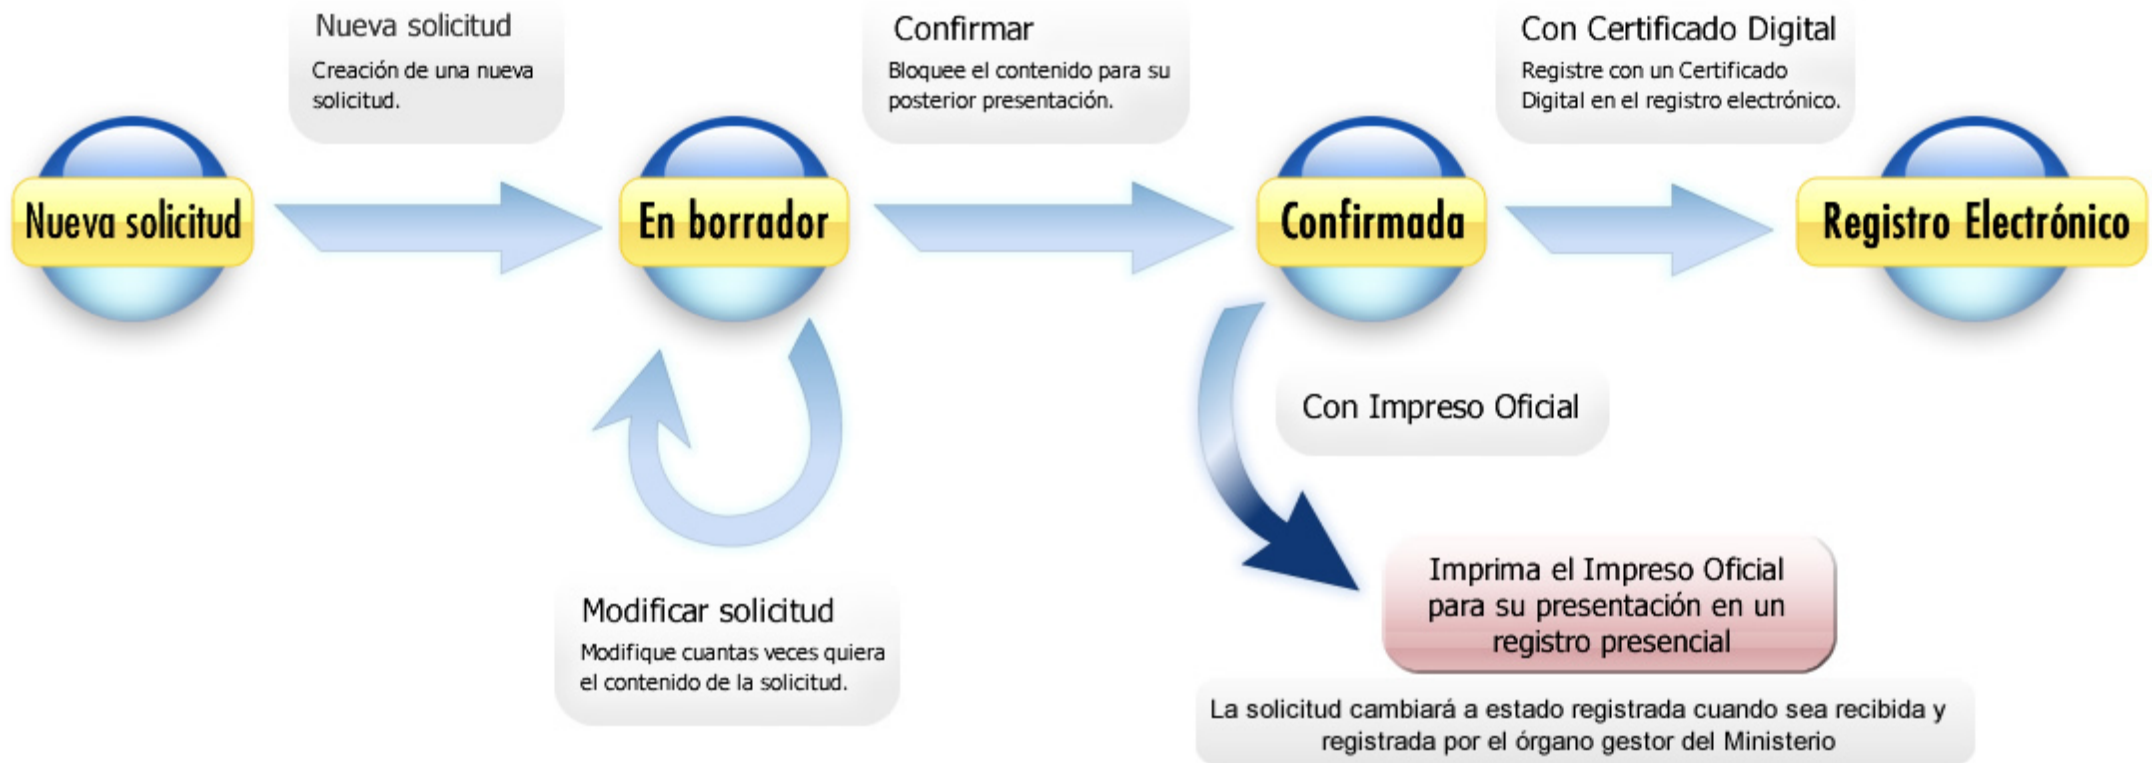 Nueva solicitud
Creación de una nueva
solicitud.
Confirmar
Bloquee el contenido para su
posterior presentación.
Con Certificado Digital
Registre con un Certificado
Digital en el registro electrónico.
Nueva solicitud
En borrador
Confirmada
Registro Electrónico
Con Impreso Oficial
Modificar solicitud
Modifique cuantas veces quiera
el contenido de la solicitud.
Imprima el Impreso Oficial
para su presentación en un
registro presencial
La solicitud cambiará a estado registrada cuando sea recibida y
registrada por el órgano gestor del Ministerio